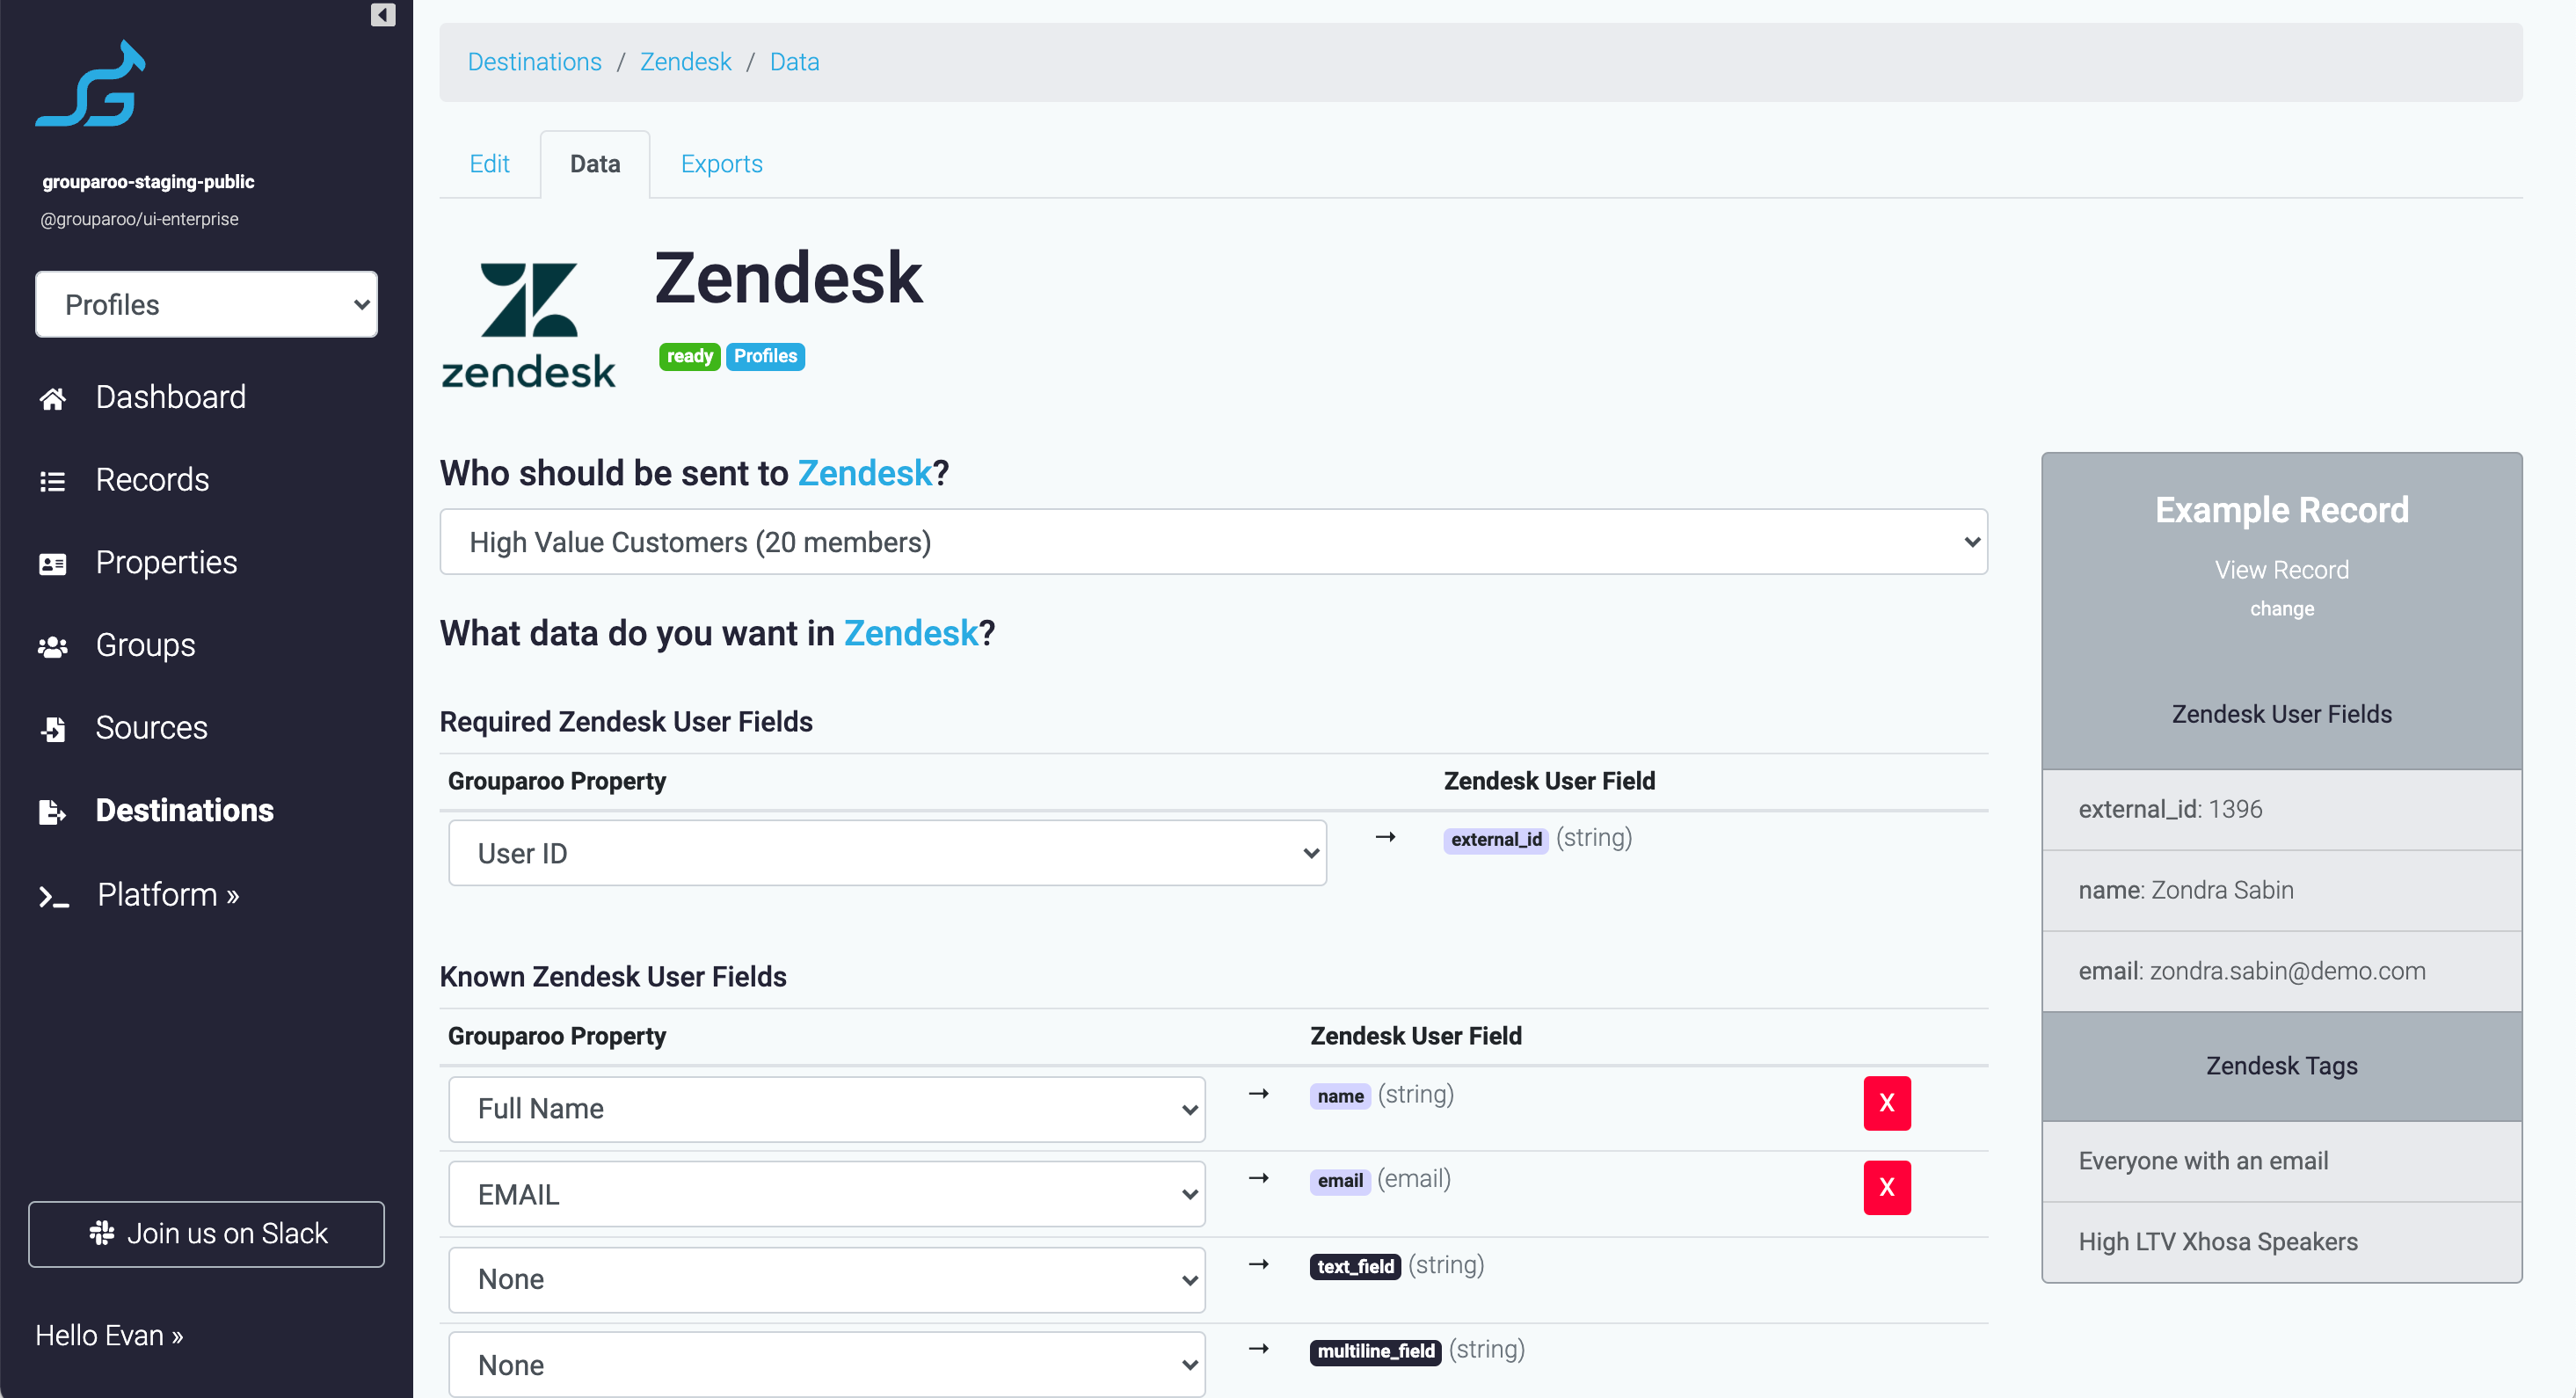 grouparoo-staging-public
@grouparoo/ui-enterprise
Profiles
Dashboard
Records
Properties
Groups
Sources
Destinations
Platform »
Join us on Slack
Hello Evan »
Destinations / Zendesk / Data
Edit
Data
Exports
zendesk
Zendesk
ready Profiles
Who should be sent to Zendesk?
High Value Customers (20 members)
What data do you want in Zendesk?
Required Zendesk User Fields
Grouparoo Property
Zendesk User Field
User ID → external_id (string)
Known Zendesk User Fields
Grouparoo Property
Zendesk User Field
Full Name → name (string) X
EMAIL → email (email) X
None → text_field (string)
None → multiline_field (string)
Example Record
View Record
change
Zendesk User Fields
external_id: 1396
name: Zondra Sabin
email: zondra.sabin@demo.com
Zendesk Tags
Everyone with an email
High LTV Xhosa Speakers